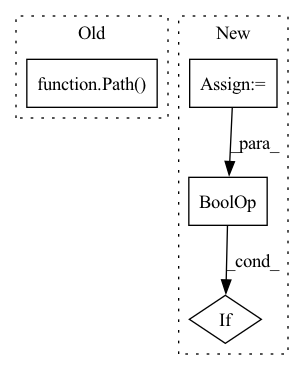 Old
New
function.Path()
Assign:=
_para_
BoolOp
_cond_
If